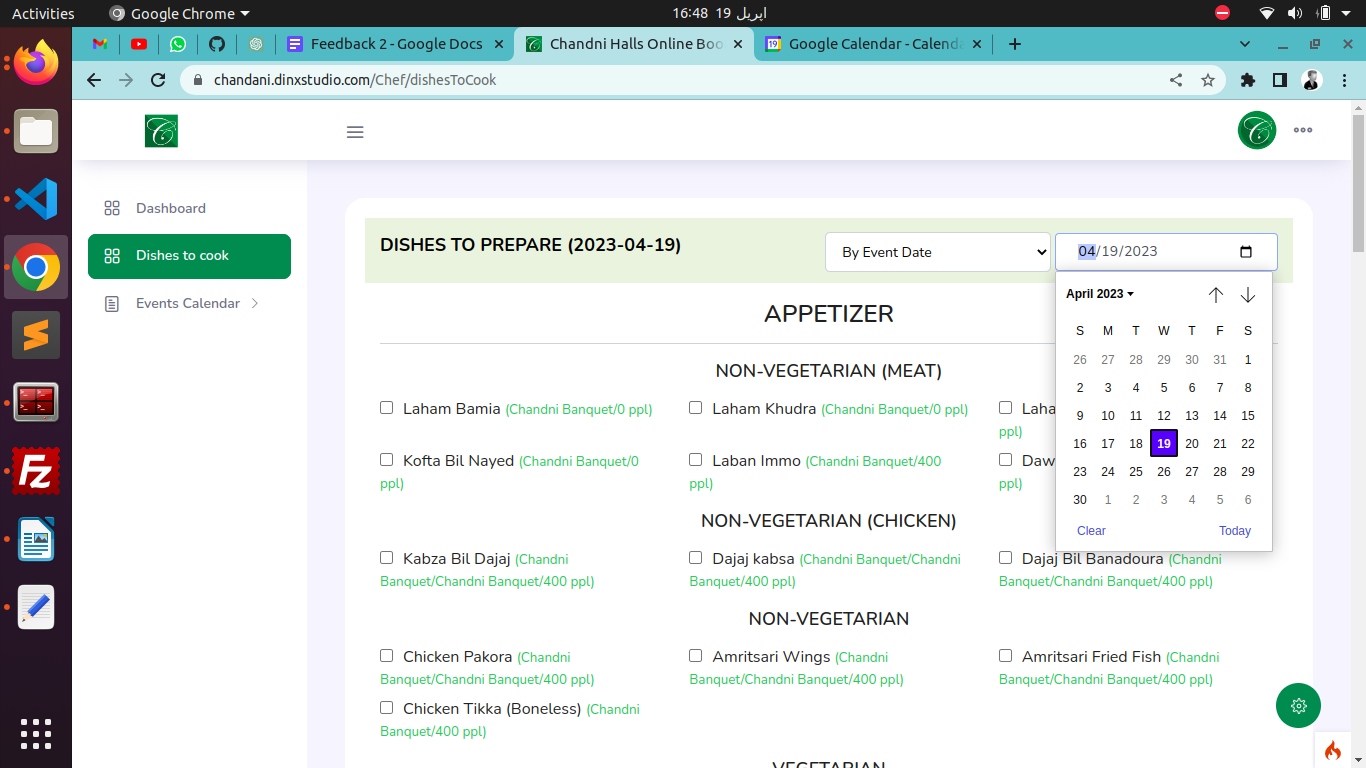 Activities
Google Chrome
16:48 19 اپریل
Feedback 2 - Google Docs
Chandni Halls Online Boo
Google Calendar - Calenda
chandani.dinxstudio.com/Chef/dishesToCook
Dashboard
Dishes to cook
Events Calendar
DISHES TO PREPARE (2023-04-19)
By Event Date
04/19/2023
April 2023
S M T W T F S
26 27 28 29 30 31 1
2 3 4 5 6 7 8
9 10 11 12 13 14 15
16 17 18 19 20 21 22
23 24 25 26 27 28 29
30 1 2 3 4 5 6
Clear
Today
APPETIZER
NON-VEGETARIAN (MEAT)
Laham Bamia (Chandni Banquet/0 ppl)
Laham Khudra (Chandni Banquet/0 ppl)
Laha
ppl)
Kofta Bil Nayed (Chandni Banquet/0
ppl)
Laban Immo (Chandni Banquet/400
ppl)
Daw
ppl)
NON-VEGETARIAN (CHICKEN)
Kabza Bil Dajaj (Chandni
Banquet/Chandni Banquet/400 ppl)
Dajaj kabsa (Chandni Banquet/Chandni
Banquet/400 ppl)
Dajaj Bil Banadoura (Chandni
Banquet/Chandni Banquet/400 ppl)
NON-VEGETARIAN
Chicken Pakora (Chandni
Banquet/Chandni Banquet/400 ppl)
Amritsari Wings (Chandni
Banquet/Chandni Banquet/400 ppl)
Amritsari Fried Fish (Chandni
Banquet/Chandni Banquet/400 ppl)
Chicken Tikka (Boneless) (Chandni
Banquet/400 ppl)
VEGETARIAN